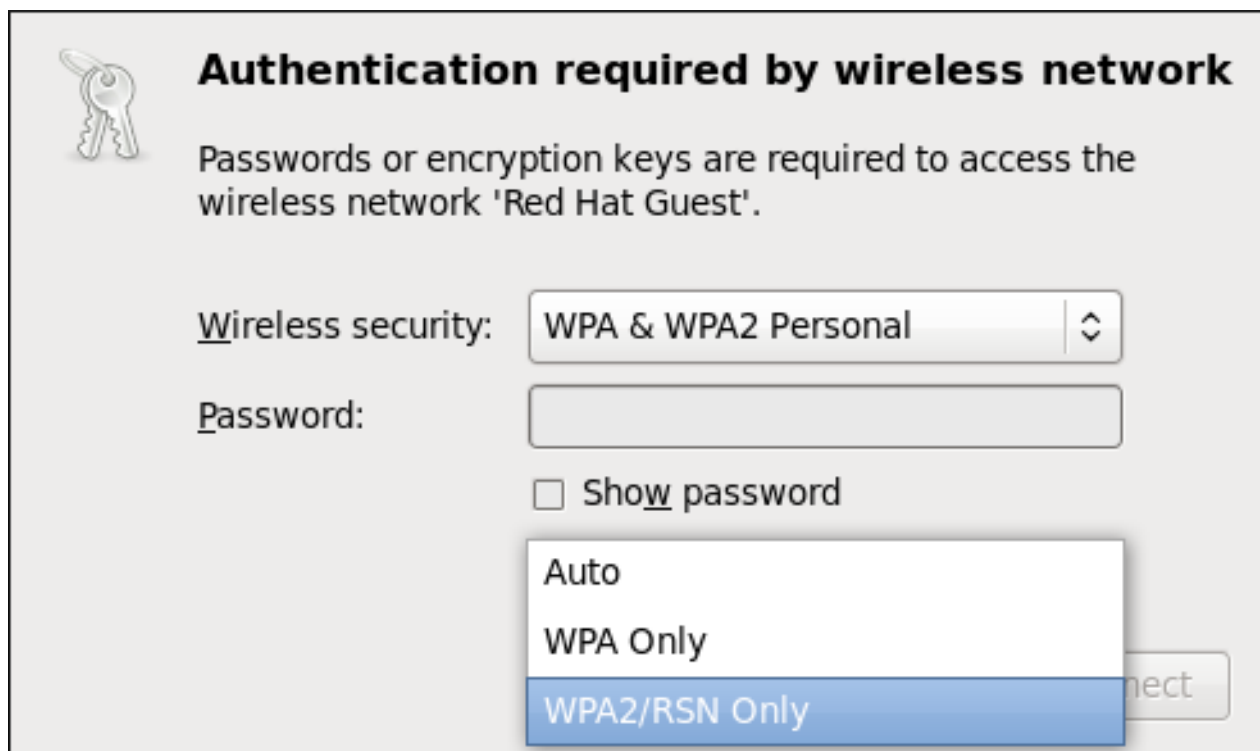 Authentication required by wireless network
Passwords or encryption keys are required to access the
wireless network 'Red Hat Guest'.
Wireless security:
WPA & WPA2 Personal
Password:
Show password
Auto
WPA Only
WPA2/RSN Only